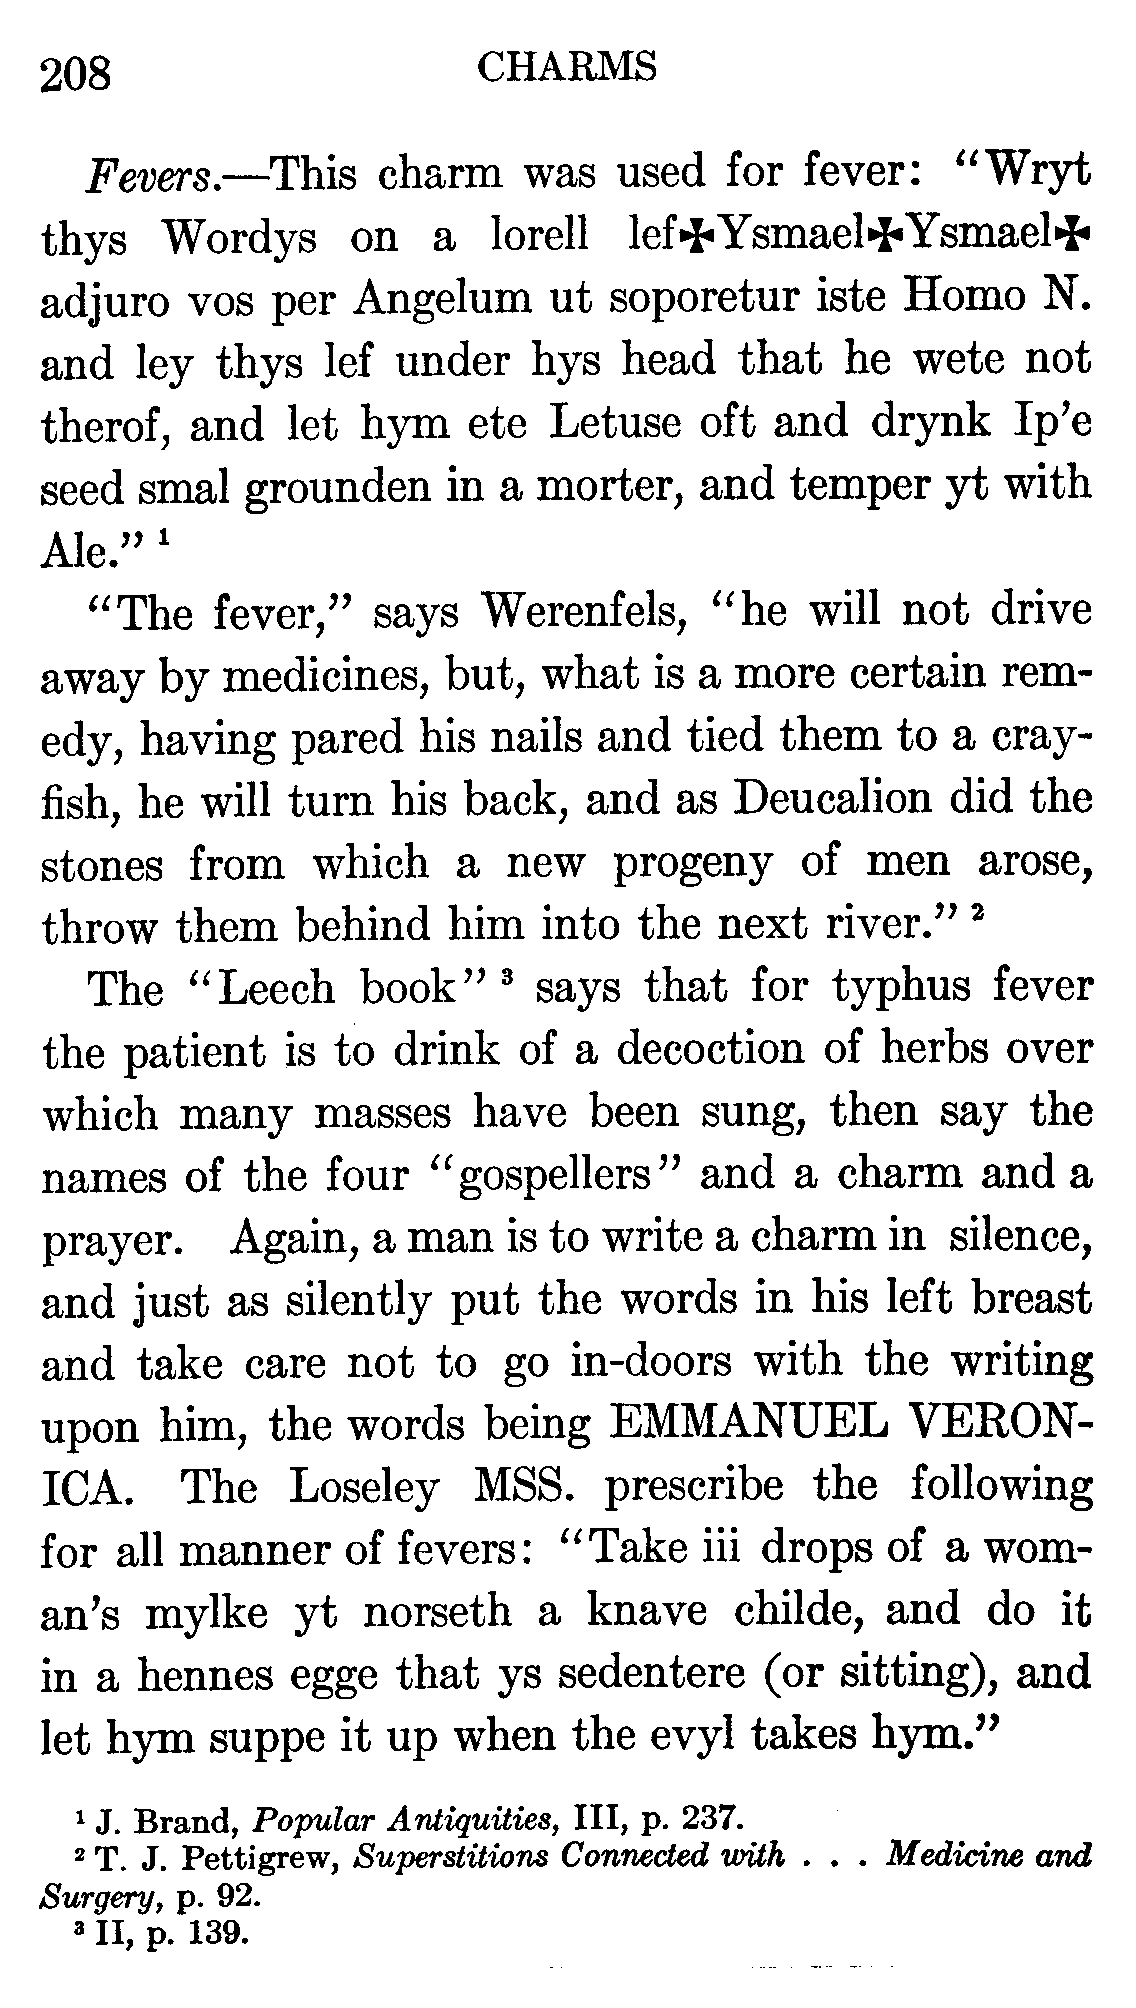 208 CHARMS
Fevers.—This charm was used for fever: “Wryt
thys Wordys on a lorell lef✠Ysmael✠Ysmael✠
adjuro vos per Angelum ut soporetur iste Homo N.
and ley thys lef under hys head that he wete not
therof, and let hym ete Letuse oft and drynk Ip’e
seed smal grounden in a morter, and temper yt with
Ale.” ¹
“The fever,” says Werenfels, “he will not drive
away by medicines, but, what is a more certain rem-
edy, having pared his nails and tied them to a cray-
fish, he will turn his back, and as Deucalion did the
stones from which a new progeny of men arose,
throw them behind him into the next river.” ²
The “Leech book” ³ says that for typhus fever
the patient is to drink of a decoction of herbs over
which many masses have been sung, then say the
names of the four “gospellers” and a charm and a
prayer. Again, a man is to write a charm in silence,
and just as silently put the words in his left breast
and take care not to go in-doors with the writing
upon him, the words being EMMANUEL VERON-
ICA. The Loseley MSS. prescribe the following
for all manner of fevers: “Take iii drops of a wom-
an’s mylke yt norseth a knave childe, and do it
in a hennes egge that ys sedentere (or sitting), and
let hym suppe it up when the evyl takes hym.”
¹ J. Brand, Popular Antiquities, III, p. 237.
² T. J. Pettigrew, Superstitions Connected with . . . Medicine and
Surgery, p. 92.
³ II, p. 139.